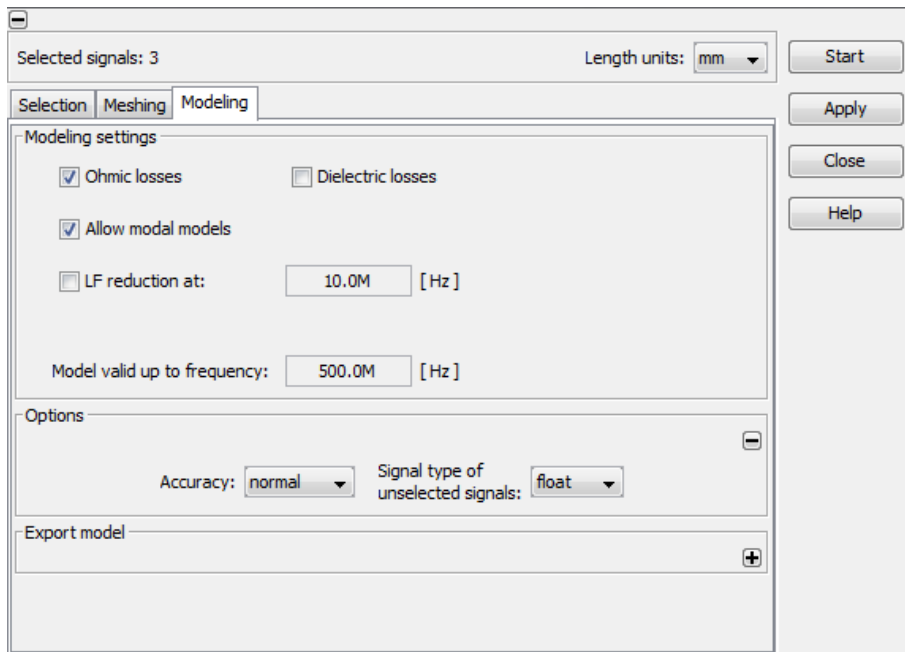 Selected signals: 3
Length units: mm
Start
Selection Meshing Modeling
Apply
Modeling settings
Close
Ohmic losses Dielectric losses
Help
Allow modal models
LF reduction at: 10.0M [Hz]
Model valid up to frequency: 500.0M [Hz]
Options
Accuracy: normal
Signal type of
unselected signals: float
Export model